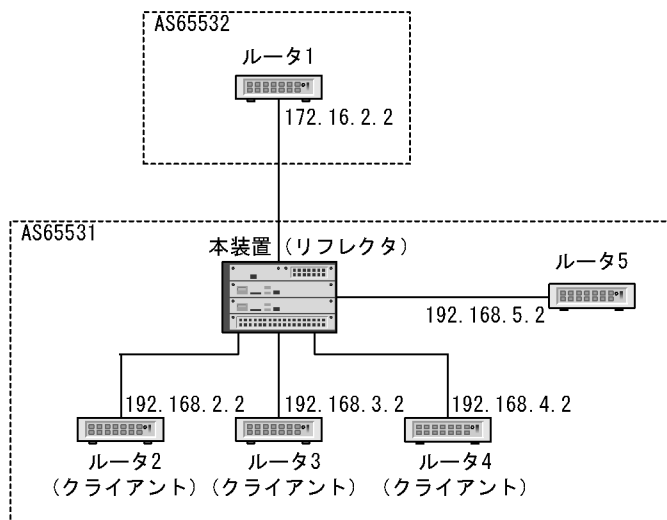 AS65532
ルータ1
172.16.2.2
AS65531
本装置（リフレクタ）
ルータ5
192.168.5.2
192.168.2.2
192.168.3.2
192.168.4.2
ルータ2
ルータ3
ルータ4
（クライアント）
（クライアント）
（クライアント）